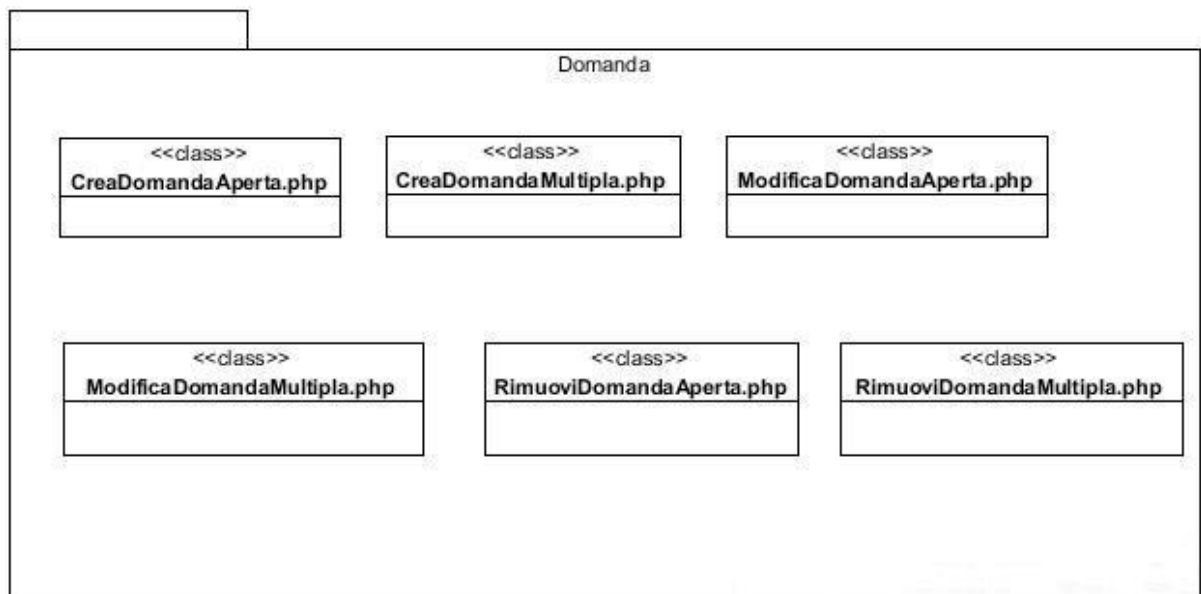 Domanda
<<class>>
CreaDomandaAperta.php
<<class>>
CreaDomandaMultipla.php
<<class>>
ModificaDomandaAperta.php
<<class>>
ModificaDomandaMultipla.php
<<class>>
RimuoviDomandaAperta.php
<<class>>
RimuoviDomandaMultipla.php